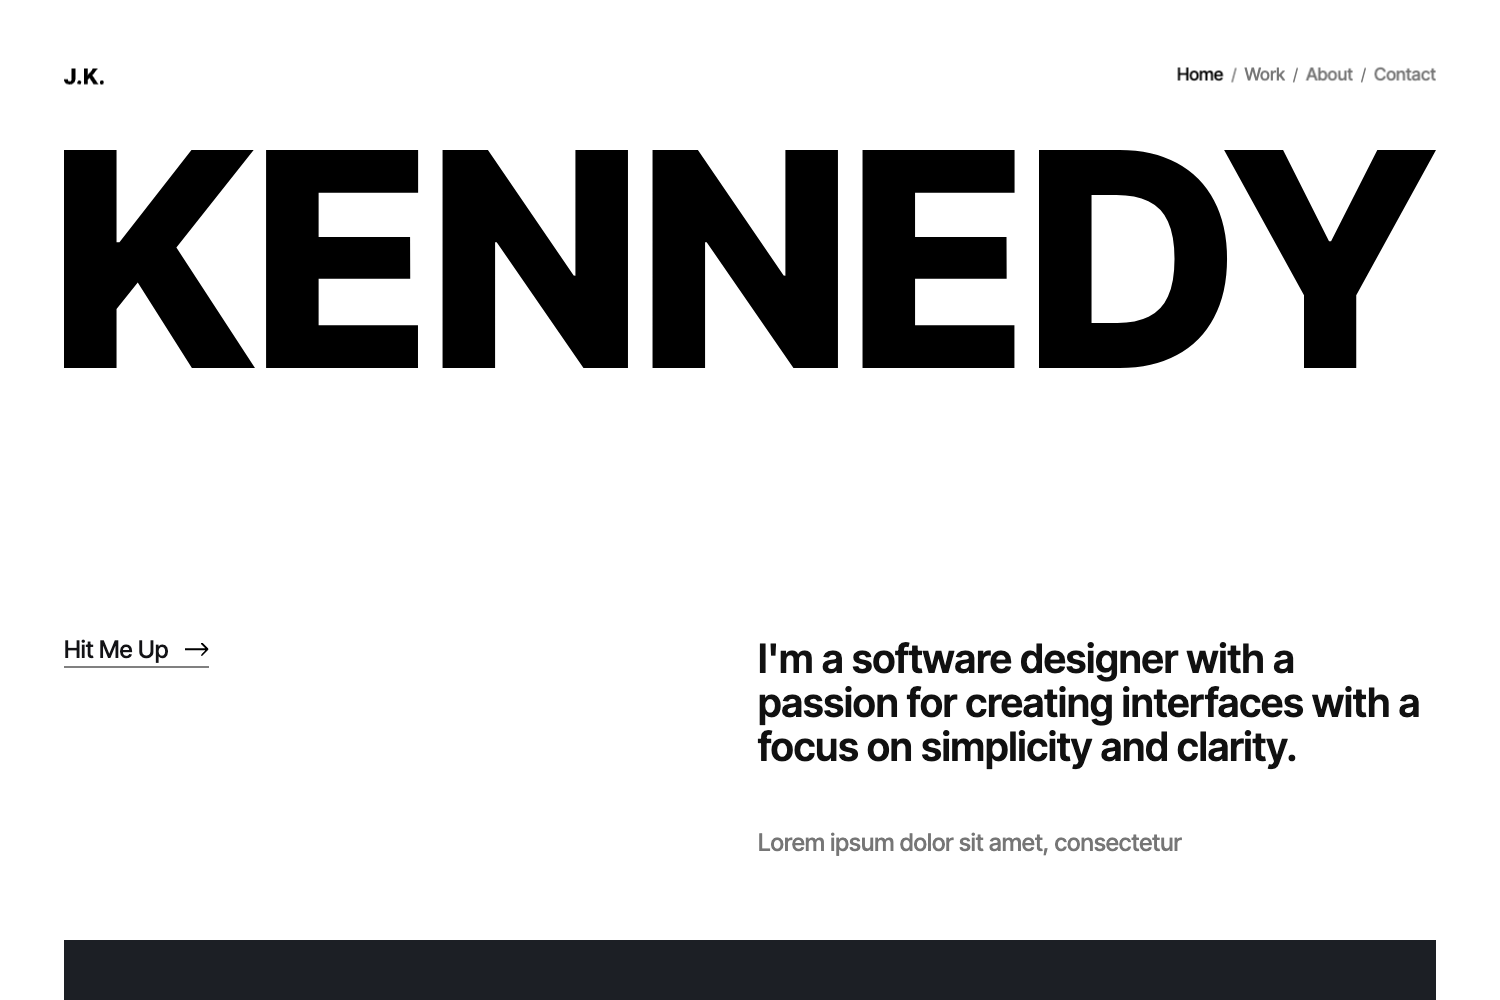 J.K.
Home / Work / About / Contact
KENNEDY
Hit Me Up →
I'm a software designer with a
passion for creating interfaces with a
focus on simplicity and clarity.
Lorem ipsum dolor sit amet, consectetur